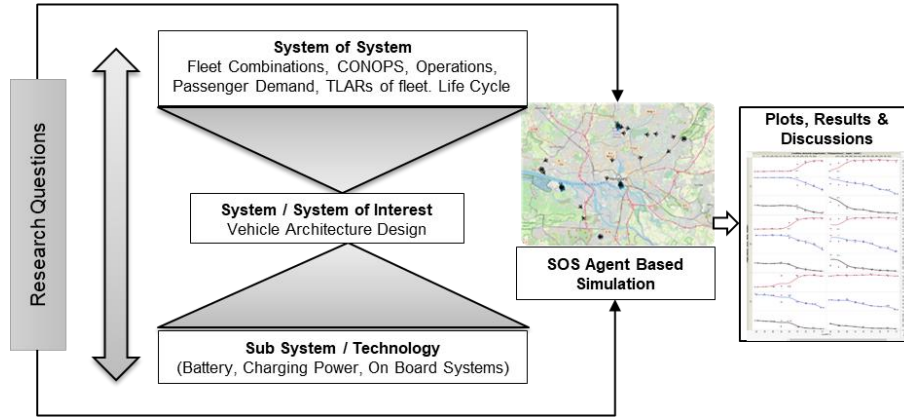 Research Questions
System of System
Fleet Combinations, CONOPS, Operations,
Passenger Demand, TLARs of fleet. Life Cycle
System / System of Interest
Vehicle Architecture Design
Sub System / Technology
(Battery, Charging Power, On Board Systems)
SOS Agent Based
Simulation
Plots, Results &
Discussions